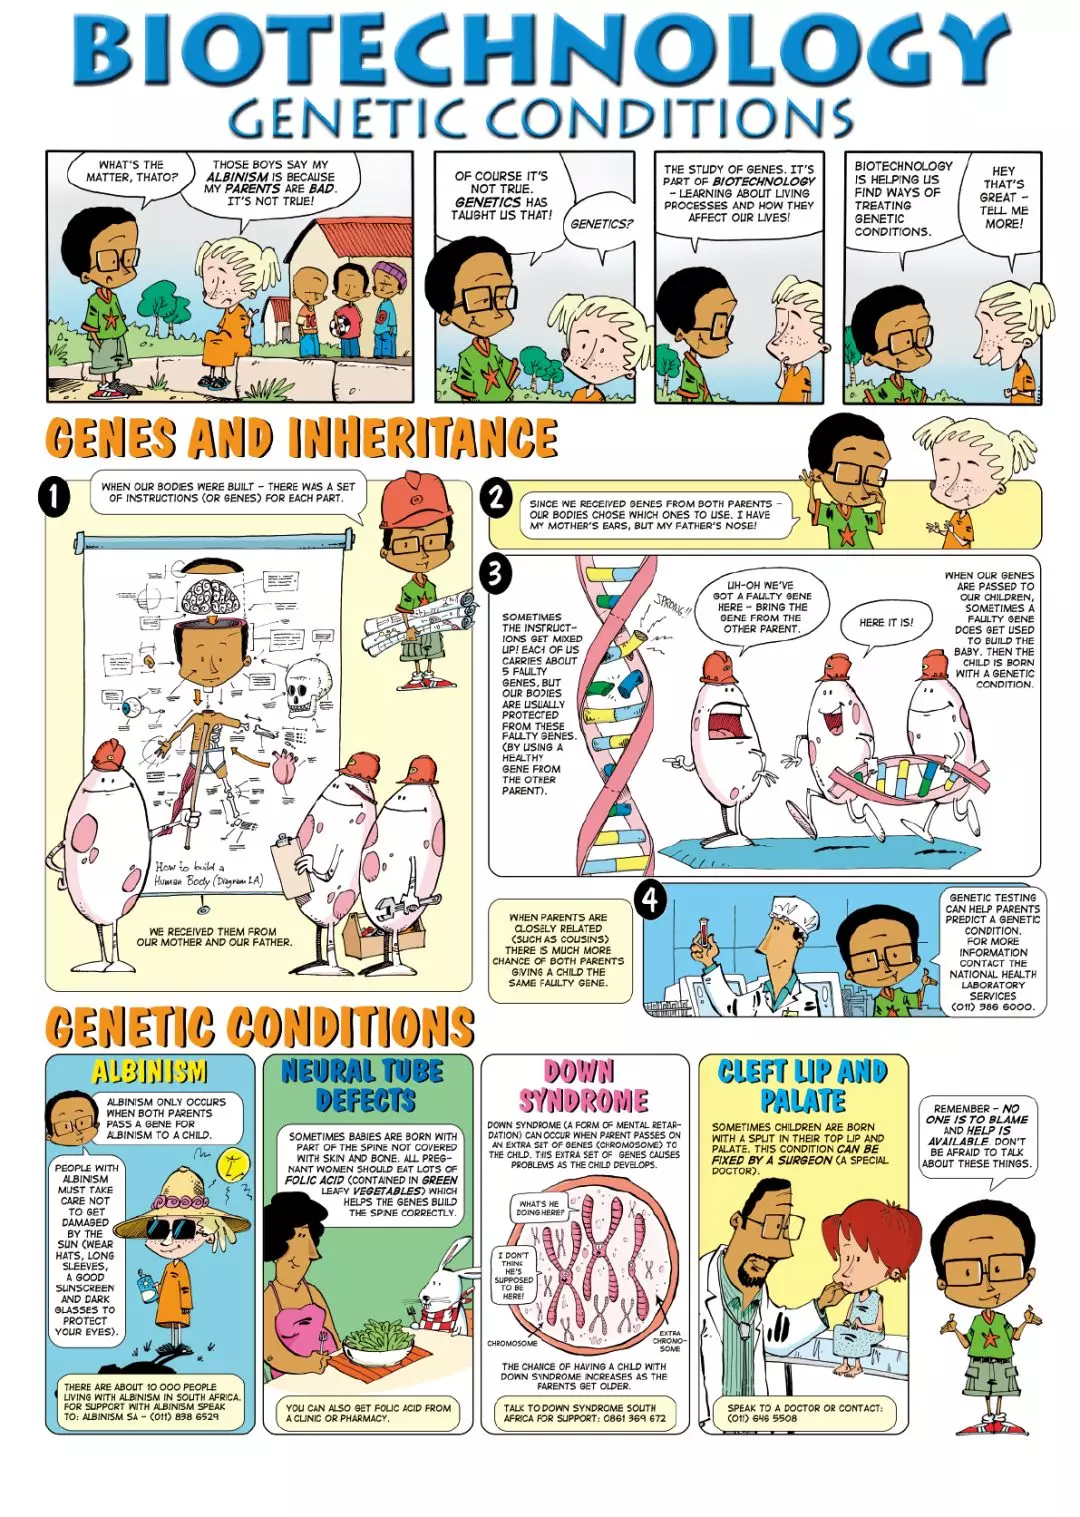 BIOTECHNOLOGY
GENETIC CONDITIONS
WHAT'S THE
MATTER, THATO?
THOSE BOYS SAY MY
ALBINISM IS BECAUSE
MY PARENTS ARE BAD.
IT'S NOT TRUE!
OF COURSE IT'S
NOT TRUE.
GENETICS HAS
TAUGHT US THAT!
GENETICS?
THE STUDY OF GENES. IT'S
PART OF BIOTECHNOLOGY
– LEARNING ABOUT LIVING
PROCESSES AND HOW THEY
AFFECT OUR LIVES!
BIOTECHNOLOGY
IS HELPING US
FIND WAYS OF
TREATING
GENETIC
CONDITIONS.
HEY
THAT'S
GREAT –
TELL ME
MORE!
GENES AND INHERITANCE
1
WHEN OUR BODIES WERE BUILT – THERE WAS A SET
OF INSTRUCTIONS (OR GENES) FOR EACH PART.
How to build a
Human Body (Diagram 1A)
WE RECEIVED THEM FROM
OUR MOTHER AND OUR FATHER.
2
SINCE WE RECEIVED GENES FROM BOTH PARENTS –
OUR BODIES CHOSE WHICH ONES TO USE. I HAVE
MY MOTHER'S EARS, BUT MY FATHER'S NOSE!
3
SOMETIMES
THE INSTRUCT-
IONS GET MIXED
UP! EACH OF US
CARRIES ABOUT
5 FAULTY
GENES, BUT
OUR BODIES
ARE USUALLY
PROTECTED
FROM THESE
FAULTY GENES.
(BY USING A
HEALTHY
GENE FROM
THE OTHER
PARENT).
SPROING!!
UH-OH WE'VE
GOT A FAULTY GENE
HERE – BRING THE
GENE FROM THE
OTHER PARENT.
HERE IT IS!
WHEN OUR GENES
ARE PASSED TO
OUR CHILDREN,
SOMETIMES A
FAULTY GENE
DOES GET USED
TO BUILD THE
BABY. THEN THE
CHILD IS BORN
WITH A GENETIC
CONDITION.
WHEN PARENTS ARE
CLOSELY RELATED
(SUCH AS COUSINS)
THERE IS MUCH MORE
CHANCE OF BOTH PARENTS
GIVING A CHILD THE
SAME FAULTY GENE.
4
GENETIC TESTING
CAN HELP PARENTS
PREDICT A GENETIC
CONDITION.
FOR MORE
INFORMATION
CONTACT THE
NATIONAL HEALTH
LABORATORY
SERVICES
(011) 386 6000.
GENETIC CONDITIONS
ALBINISM
ALBINISM ONLY OCCURS
WHEN BOTH PARENTS
PASS A GENE FOR
ALBINISM TO A CHILD.
PEOPLE WITH
ALBINISM
MUST TAKE
CARE NOT
TO GET
DAMAGED
BY THE
SUN (WEAR
HATS, LONG
SLEEVES,
A GOOD
SUNSCREEN
AND DARK
GLASSES TO
PROTECT
YOUR EYES).
THERE ARE ABOUT 10 000 PEOPLE
LIVING WITH ALBINISM IN SOUTH AFRICA.
FOR SUPPORT WITH ALBINISM SPEAK
TO: ALBINISM SA – (011) 838 6529
NEURAL TUBE
DEFECTS
SOMETIMES BABIES ARE BORN WITH
PART OF THE SPINE NOT COVERED
WITH SKIN AND BONE. ALL PREG-
NANT WOMEN SHOULD EAT LOTS OF
FOLIC ACID (CONTAINED IN GREEN
LEAFY VEGETABLES) WHICH
HELPS THE GENES BUILD
THE SPINE CORRECTLY.
YOU CAN ALSO GET FOLIC ACID FROM
A CLINIC OR PHARMACY.
DOWN
SYNDROME
DOWN SYNDROME (A FORM OF MENTAL RETAR-
DATION) CAN OCCUR WHEN PARENT PASSES ON
AN EXTRA SET OF GENES (CHROMOSOME) TO
THE CHILD. THIS EXTRA SET OF GENES CAUSES
PROBLEMS AS THE CHILD DEVELOPS.
WHAT'S HE
DOING HERE?
I DON'T
THINK
HE'S
SUPPOSED
TO BE
HERE!
CHROMOSOME
EXTRA
CHROMO-
SOME
THE CHANCE OF HAVING A CHILD WITH
DOWN SYNDROME INCREASES AS THE
PARENTS GET OLDER.
TALK TO DOWN SYNDROME SOUTH
AFRICA FOR SUPPORT: 0861 369 672
CLEFT LIP AND
PALATE
SOMETIMES CHILDREN ARE BORN
WITH A SPLIT IN THEIR TOP LIP AND
PALATE. THIS CONDITION CAN BE
FIXED BY A SURGEON (A SPECIAL
DOCTOR).
SPEAK TO A DOCTOR OR CONTACT:
(011) 646 5508
REMEMBER – NO
ONE IS TO BLAME
AND HELP IS
AVAILABLE. DON'T
BE AFRAID TO TALK
ABOUT THESE THINGS.